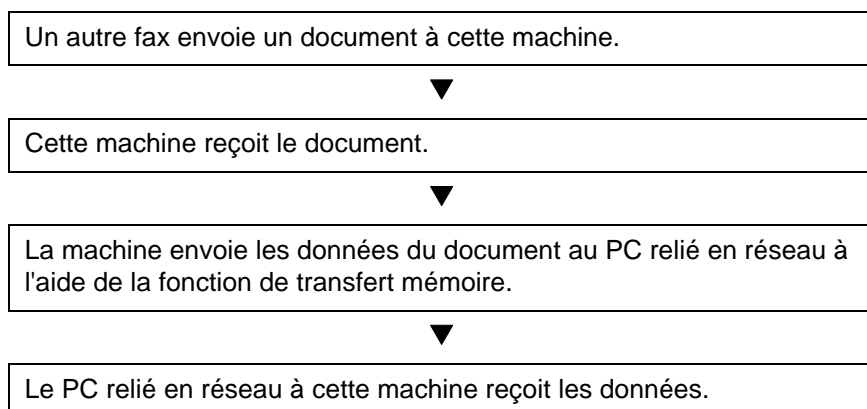 Un autre fax envoie un document à cette machine.
Cette machine reçoit le document.
La machine envoie les données du document au PC relié en réseau à
l'aide de la fonction de transfert mémoire.
Le PC relié en réseau à cette machine reçoit les données.